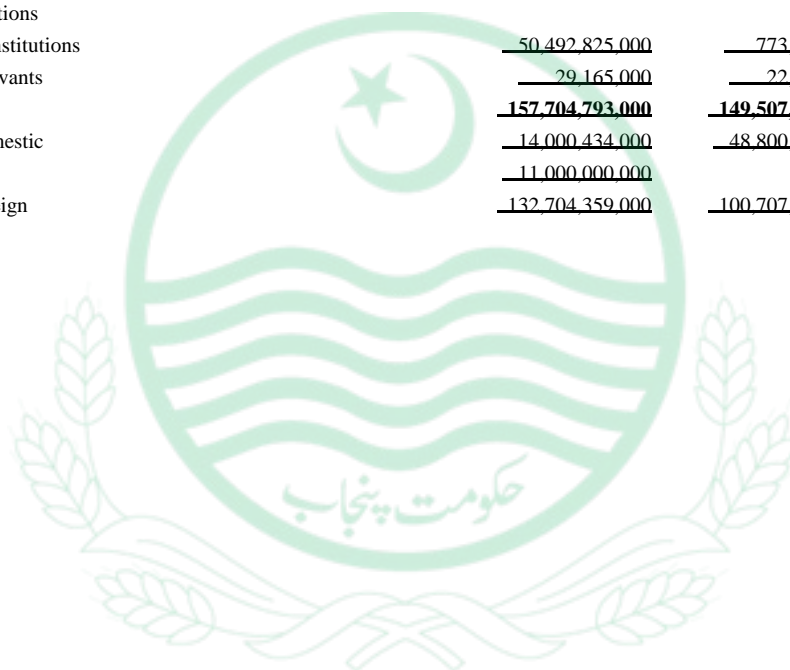 tions
stitutions 50,492,825,000 773
vants 29,165,000 22
157,704,793,000 149,507,
nestic 14,000,434,000 48,800
11,000,000,000
ign 132,704,359,000 100,707
حکومت پنجاب